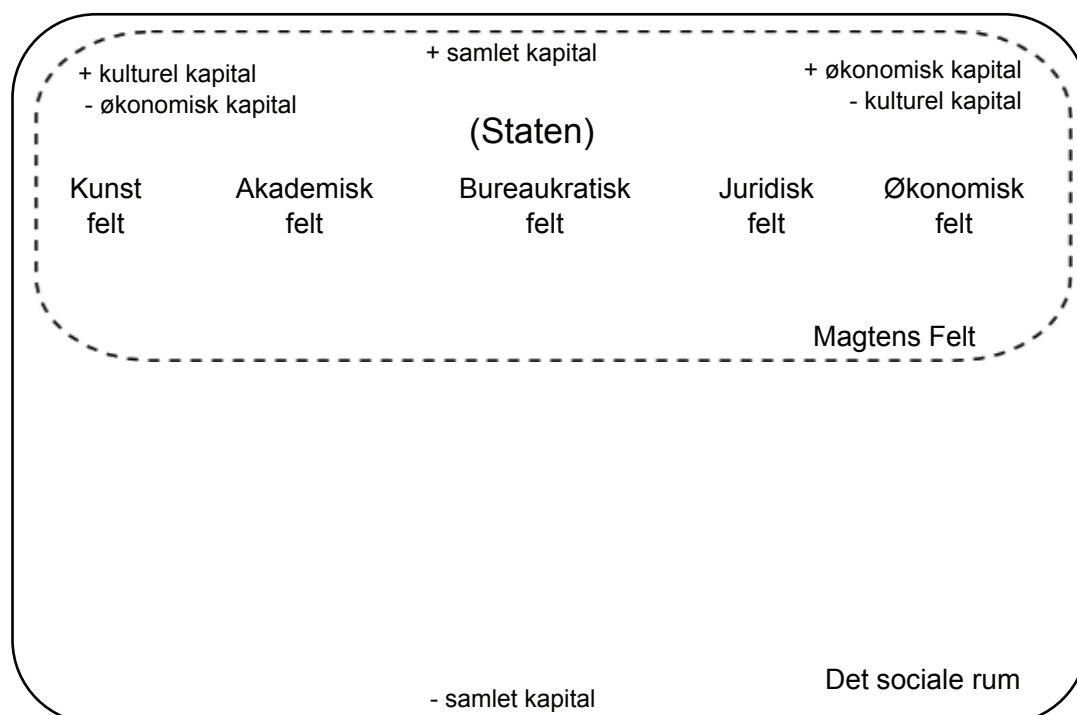 + samlet kapital
+ kulturel kapital
- økonomisk kapital
+ økonomisk kapital
- kulturel kapital
(Staten)
Kunst
felt
Akademisk
felt
Bureaukratisk
felt
Juridisk
felt
Økonomisk
felt
Magtens Felt
Det sociale rum
- samlet kapital